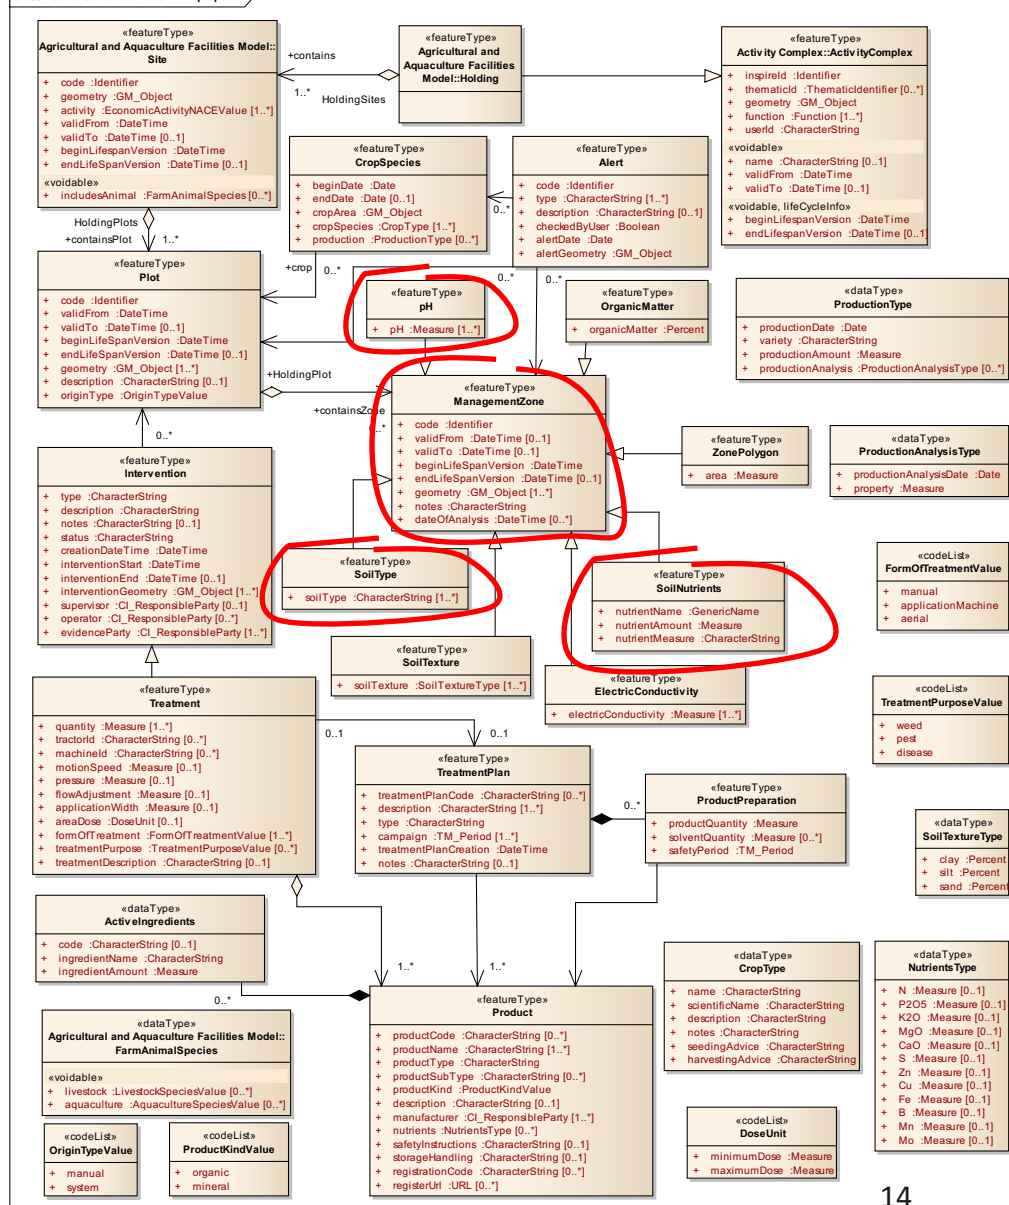 «featureType»
Agricultural and Aquaculture Facilities Model::
Site
+ code :Identifier
+ geometry :GM_Object
+ activity :EconomicActivityNACEValue [1..*]
+ validFrom :DateTime
+ validTo :DateTime [0..1]
+ beginLifespanVersion :DateTime
+ endLifeSpanVersion :DateTime [0..1]
«voidable»
+ includesAnimal :FarmAnimalSpecies [0..*]
+contains
1..*
HoldingSites
«featureType»
Agricultural and
Aquaculture Facilities
Model::Holding
«featureType»
Activity Complex::ActivityComplex
+ inspireId :Identifier
+ thematicId :ThematicIdentifier [0..*]
+ geometry :GM_Object
+ function :Function [1..*]
+ userId :CharacterString
«voidable»
+ name :CharacterString [0..1]
+ validFrom :DateTime
+ validTo :DateTime [0..1]
«voidable, lifeCycleInfo»
+ beginLifespanVersion :DateTime
+ endLifespanVersion :DateTime [0..1]
«featureType»
CropSpecies
+ beginDate :Date
+ endDate :Date [0..1]
+ cropArea :GM_Object
+ cropSpecies :CropType [1..*]
+ production :ProductionType [0..*]
0..*
«featureType»
Alert
+ code :Identifier
+ type :CharacterString [1..*]
+ description :CharacterString [0..1]
+ checkedByUser :Boolean
+ alertDate :Date
+ alertGeometry :GM_Object
HoldingPlots
+containsPlot
1..*
+crop
0..*
0..*
0..*
«featureType»
Plot
+ code :Identifier
+ validFrom :DateTime
+ validTo :DateTime [0..1]
+ beginLifeSpanVersion :DateTime
+ endLifeSpanVersion :DateTime [0..1]
+ geometry :GM_Object [1..*]
+ description :CharacterString [0..1]
+ originType :OriginTypeValue
«featureType»
pH
+ pH :Measure [1..*]
«featureType»
OrganicMatter
+ organicMatter :Percent
«dataType»
ProductionType
+ productionDate :Date
+ variety :CharacterString
+ productionAmount :Measure
+ productionAnalysis :ProductionAnalysisType [0..*]
+HoldingPlot
+containsZone
0..*
«featureType»
ManagementZone
+ code :Identifier
+ validFrom :DateTime [0..1]
+ validTo :DateTime [0..1]
+ beginLifeSpanVersion :DateTime
+ endLifeSpanVersion :DateTime [0..1]
+ geometry :GM_Object [1..*]
+ notes :CharacterString
+ dateOfAnalysis :DateTime [0..*]
«featureType»
ZonePolygon
+ area :Measure
«dataType»
ProductionAnalysisType
+ productionAnalysisDate :Date
+ property :Measure
0..*
«featureType»
Intervention
+ type :CharacterString
+ description :CharacterString
+ notes :CharacterString [0..1]
+ status :CharacterString
+ creationDateTime :DateTime
+ interventionStart :DateTime
+ interventionEnd :DateTime [0..1]
+ interventionGeometry :GM_Object [1..*]
+ supervisor :CI_ResponsibleParty [0..1]
+ operator :CI_ResponsibleParty [0..*]
+ evidenceParty :CI_ResponsibleParty [1..*]
«featureType»
SoilType
+ soilType :CharacterString [1..*]
«featureType»
SoilNutrients
+ nutrientName :GenericName
+ nutrientAmount :Measure
+ nutrientMeasure :CharacterString
«codeList»
FormOfTreatmentValue
+ manual
+ applicationMachine
+ aerial
«featureType»
SoilTexture
+ soilTexture :SoilTextureType [1..*]
«featureType»
ElectricConductivity
+ electricConductivity :Measure [1..*]
«codeList»
TreatmentPurposeValue
+ weed
+ pest
+ disease
«featureType»
Treatment
+ quantity :Measure [1..*]
+ tractorId :CharacterString [0..*]
+ machineId :CharacterString [0..*]
+ motionSpeed :Measure [0..1]
+ pressure :Measure [0..1]
+ flowAdjustment :Measure [0..1]
+ applicationWidth :Measure [0..1]
+ areaDose :DoseUnit [0..1]
+ formOfTreatment :FormOfTreatmentValue [1..*]
+ treatmentPurpose :TreatmentPurposeValue [0..*]
+ treatmentDescription :CharacterString [0..1]
0..1
0..1
«featureType»
TreatmentPlan
+ treatmentPlanCode :CharacterString [0..*]
+ description :CharacterString [1..*]
+ type :CharacterString
+ campaign :TM_Period [1..*]
+ treatmentPlanCreation :DateTime
+ notes :CharacterString [0..1]
0..*
«featureType»
ProductPreparation
+ productQuantity :Measure
+ solventQuantity :Measure [0..*]
+ safetyPeriod :TM_Period
«dataType»
SoilTextureType
+ clay :Percent
+ silt :Percent
+ sand :Percent
«dataType»
ActiveIngredients
+ code :CharacterString [0..1]
+ ingredientName :CharacterString
+ ingredientAmount :Measure
0..*
1..*
1..*
«featureType»
Product
+ productCode :CharacterString [0..*]
+ productName :CharacterString [1..*]
+ productType :CharacterString
+ productSubType :CharacterString [0..*]
+ productKind :ProductKindValue
+ description :CharacterString [0..1]
+ manufacturer :CI_ResponsibleParty [1..*]
+ nutrients :NutrientsType [0..*]
+ safetyInstructions :CharacterString [0..1]
+ storageHandling :CharacterString [0..1]
+ registrationCode :CharacterString [0..*]
+ registerUrl :URL [0..*]
«dataType»
CropType
+ name :CharacterString
+ scientificName :CharacterString
+ description :CharacterString
+ notes :CharacterString
+ seedingAdvice :CharacterString
+ harvestingAdvice :CharacterString
«dataType»
NutrientsType
+ N :Measure [0..1]
+ P2O5 :Measure [0..1]
+ K2O :Measure [0..1]
+ MgO :Measure [0..1]
+ CaO :Measure [0..1]
+ S :Measure [0..1]
+ Zn :Measure [0..1]
+ Cu :Measure [0..1]
+ Fe :Measure [0..1]
+ B :Measure [0..1]
+ Mn :Measure [0..1]
+ Mo :Measure [0..1]
«dataType»
Agricultural and Aquaculture Facilities Model::
FarmAnimalSpecies
«voidable»
+ livestock :LivestockSpeciesValue [0..*]
+ aquaculture :AquacultureSpeciesValue [0..*]
«codeList»
OriginTypeValue
+ manual
+ system
«codeList»
ProductKindValue
+ organic
+ mineral
«codeList»
DoseUnit
+ minimumDose :Measure
+ maximumDose :Measure
14